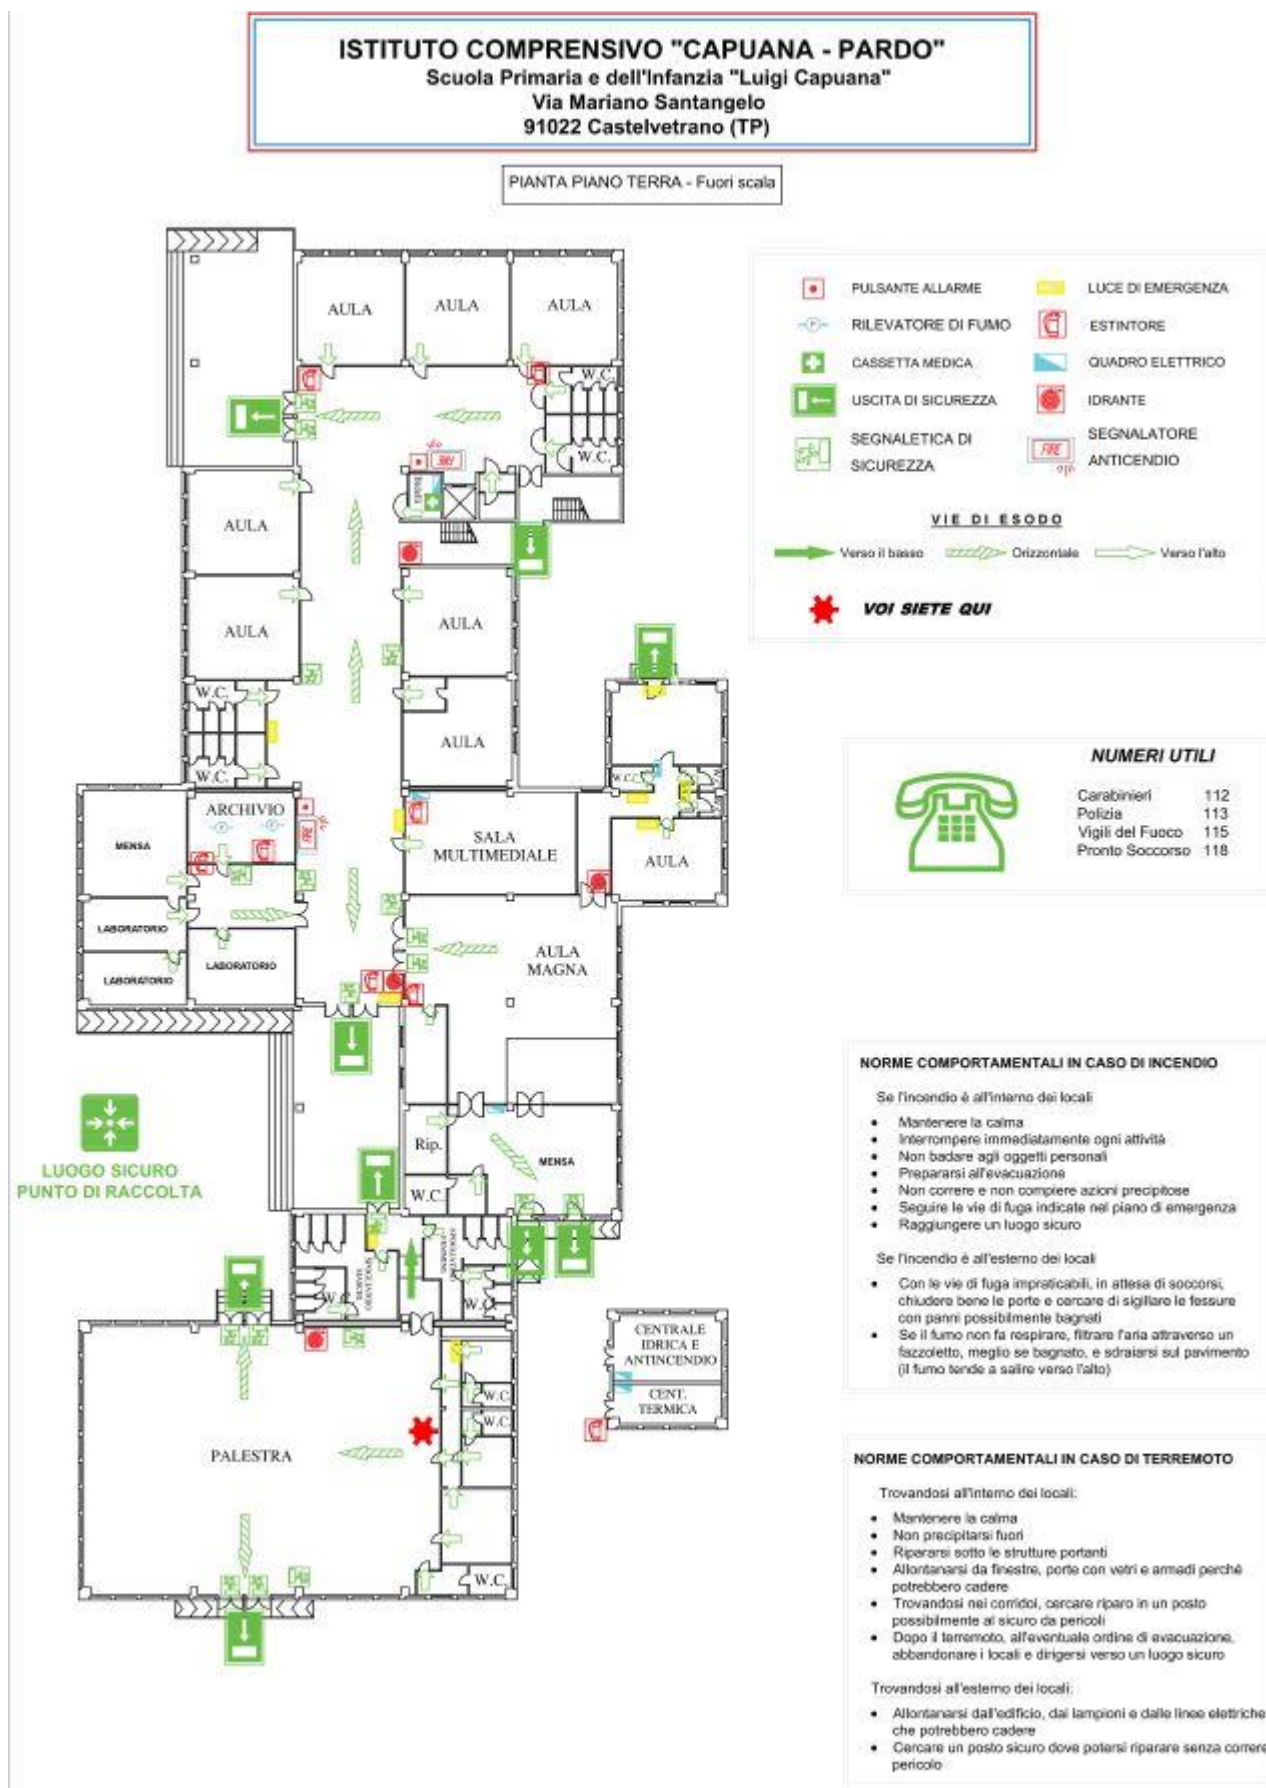 ISTITUTO COMPRENSIVO "CAPUANA - PARDO"
Scuola Primaria e dell'Infanzia "Luigi Capuana"
Via Mariano Santangelo
91022 Castelvetrano (TP)
PIANTA PIANO TERRA - Fuori scala
PULSANTE ALLARME
LUCE DI EMERGENZA
RILEVATORE DI FUMO
ESTINTORE
CASSETTA MEDICA
QUADRO ELETTRICO
USCITA DI SICUREZZA
IDRANTE
SEGNALETICA DI
SICUREZZA
FIRE
SEGNALATORE
ANTICENDIO
VIE DI ESODO
Verso il basso
Orizzontale
Verso l'alto
VOI SIETE QUI
AULA
AULA
AULA
W.C.
W.C.
AULA
AULA
AULA
W.C.
AULA
W.C.
ARCHIVIO
MENSA
SALA
MULTIMEDIALE
W.C.
AULA
LABORATORIO
LABORATORIO
LABORATORIO
AULA
MAGNA
Rip.
MENSA
W.C.
LUOGO SICURO
PUNTO DI RACCOLTA
W.C.
W.C.
CENTRALE
IDRICA E
ANTINCENDIO
CENT.
TERMICA
W.C.
W.C.
PALESTRA
W.C.
NUMERI UTILI
Carabinieri 112
Polizia 113
Vigili del Fuoco 115
Pronto Soccorso 118
NORME COMPORTAMENTALI IN CASO DI INCENDIO
Se l'incendio è all'interno dei locali
• Mantenere la calma
• Interrompere immediatamente ogni attività
• Non badare agli oggetti personali
• Prepararsi all'evacuazione
• Non correre e non compiere azioni precipitose
• Seguire le vie di fuga indicate nel piano di emergenza
• Raggiungere un luogo sicuro
Se l'incendio è all'esterno dei locali
• Con le vie di fuga impraticabili, in attesa di soccorsi,
chiudere bene le porte e cercare di sigillare le fessure
con panni possibilmente bagnati
• Se il fumo non fa respirare, filtrare l'aria attraverso un
fazzoletto, meglio se bagnato, e sdraiarsi sul pavimento
(il fumo tende a salire verso l'alto)
NORME COMPORTAMENTALI IN CASO DI TERREMOTO
Trovandosi all'interno dei locali:
• Mantenere la calma
• Non precipitarsi fuori
• Ripararsi sotto le strutture portanti
• Allontanarsi da finestre, porte con vetri e armadi perché
potrebbero cadere
• Trovandosi nei corridoi, cercare riparo in un posto
possibilmente al sicuro da pericoli
• Dopo il terremoto, all'eventuale ordine di evacuazione,
abbandonare i locali e dirigersi verso un luogo sicuro
Trovandosi all'esterno dei locali:
• Allontanarsi dall'edificio, dai lampioni e dalle linee elettriche
che potrebbero cadere
• Cercare un posto sicuro dove potersi riparare senza correre
pericolo